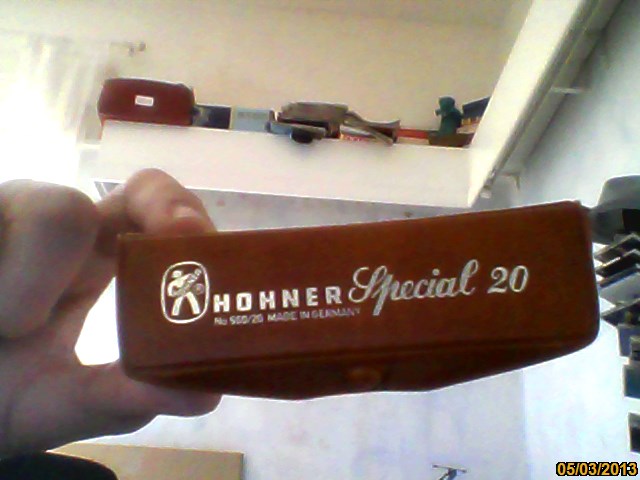 HOHNER Special 20
No 560/20 MADE IN GERMANY
05/03/2013